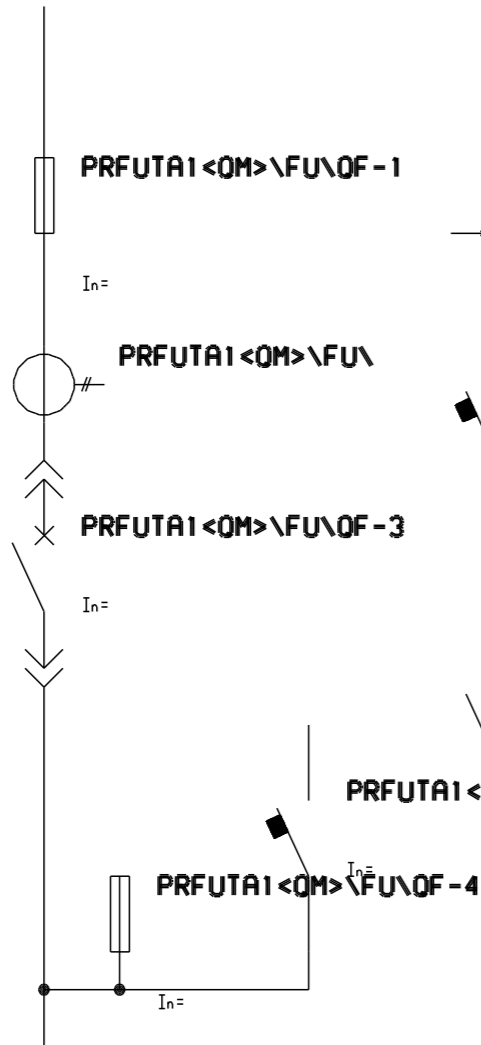 PRFUTA1<QM>\FU\QF-1
In=
PRFUTA1<QM>\FU\
PRFUTA1<QM>\FU\QF-3
In=
PRFUTA1<
In=
PRFUTA1<QM>\FU\QF-4
In=